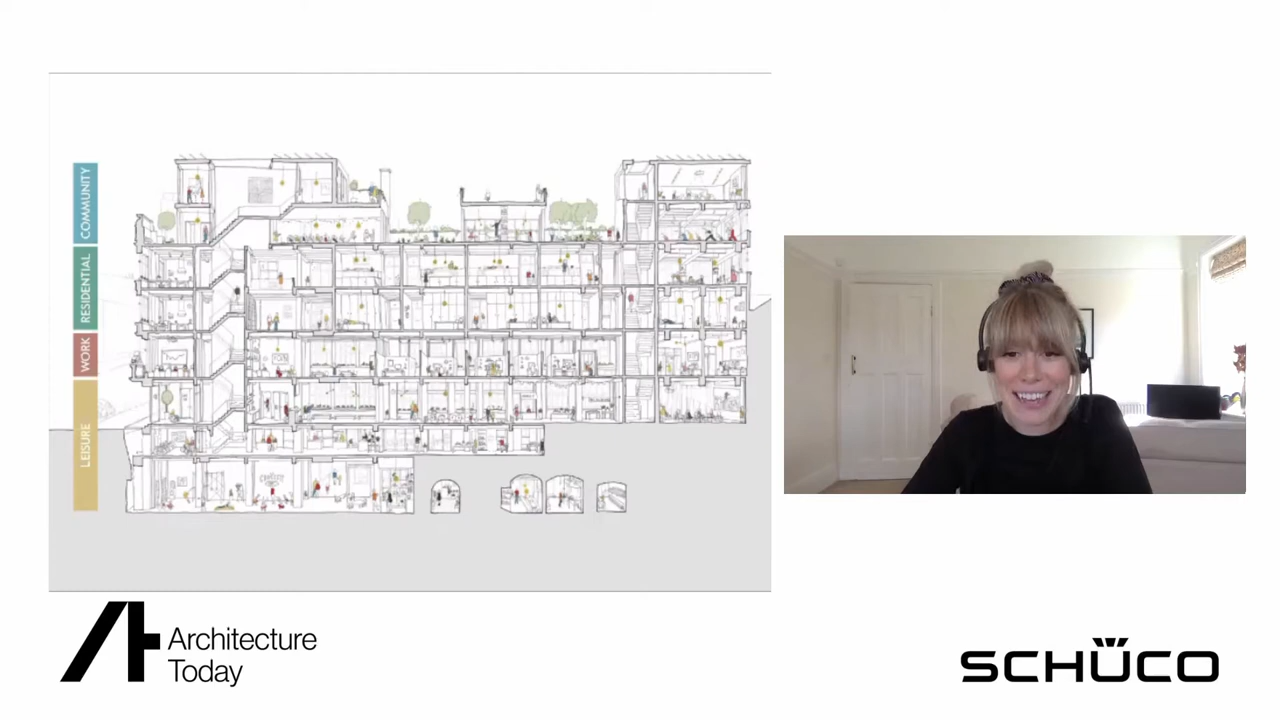 COMMUNITY
RESIDENTIAL
WORK
LEISURE
Architecture
Today
SCHÜCO